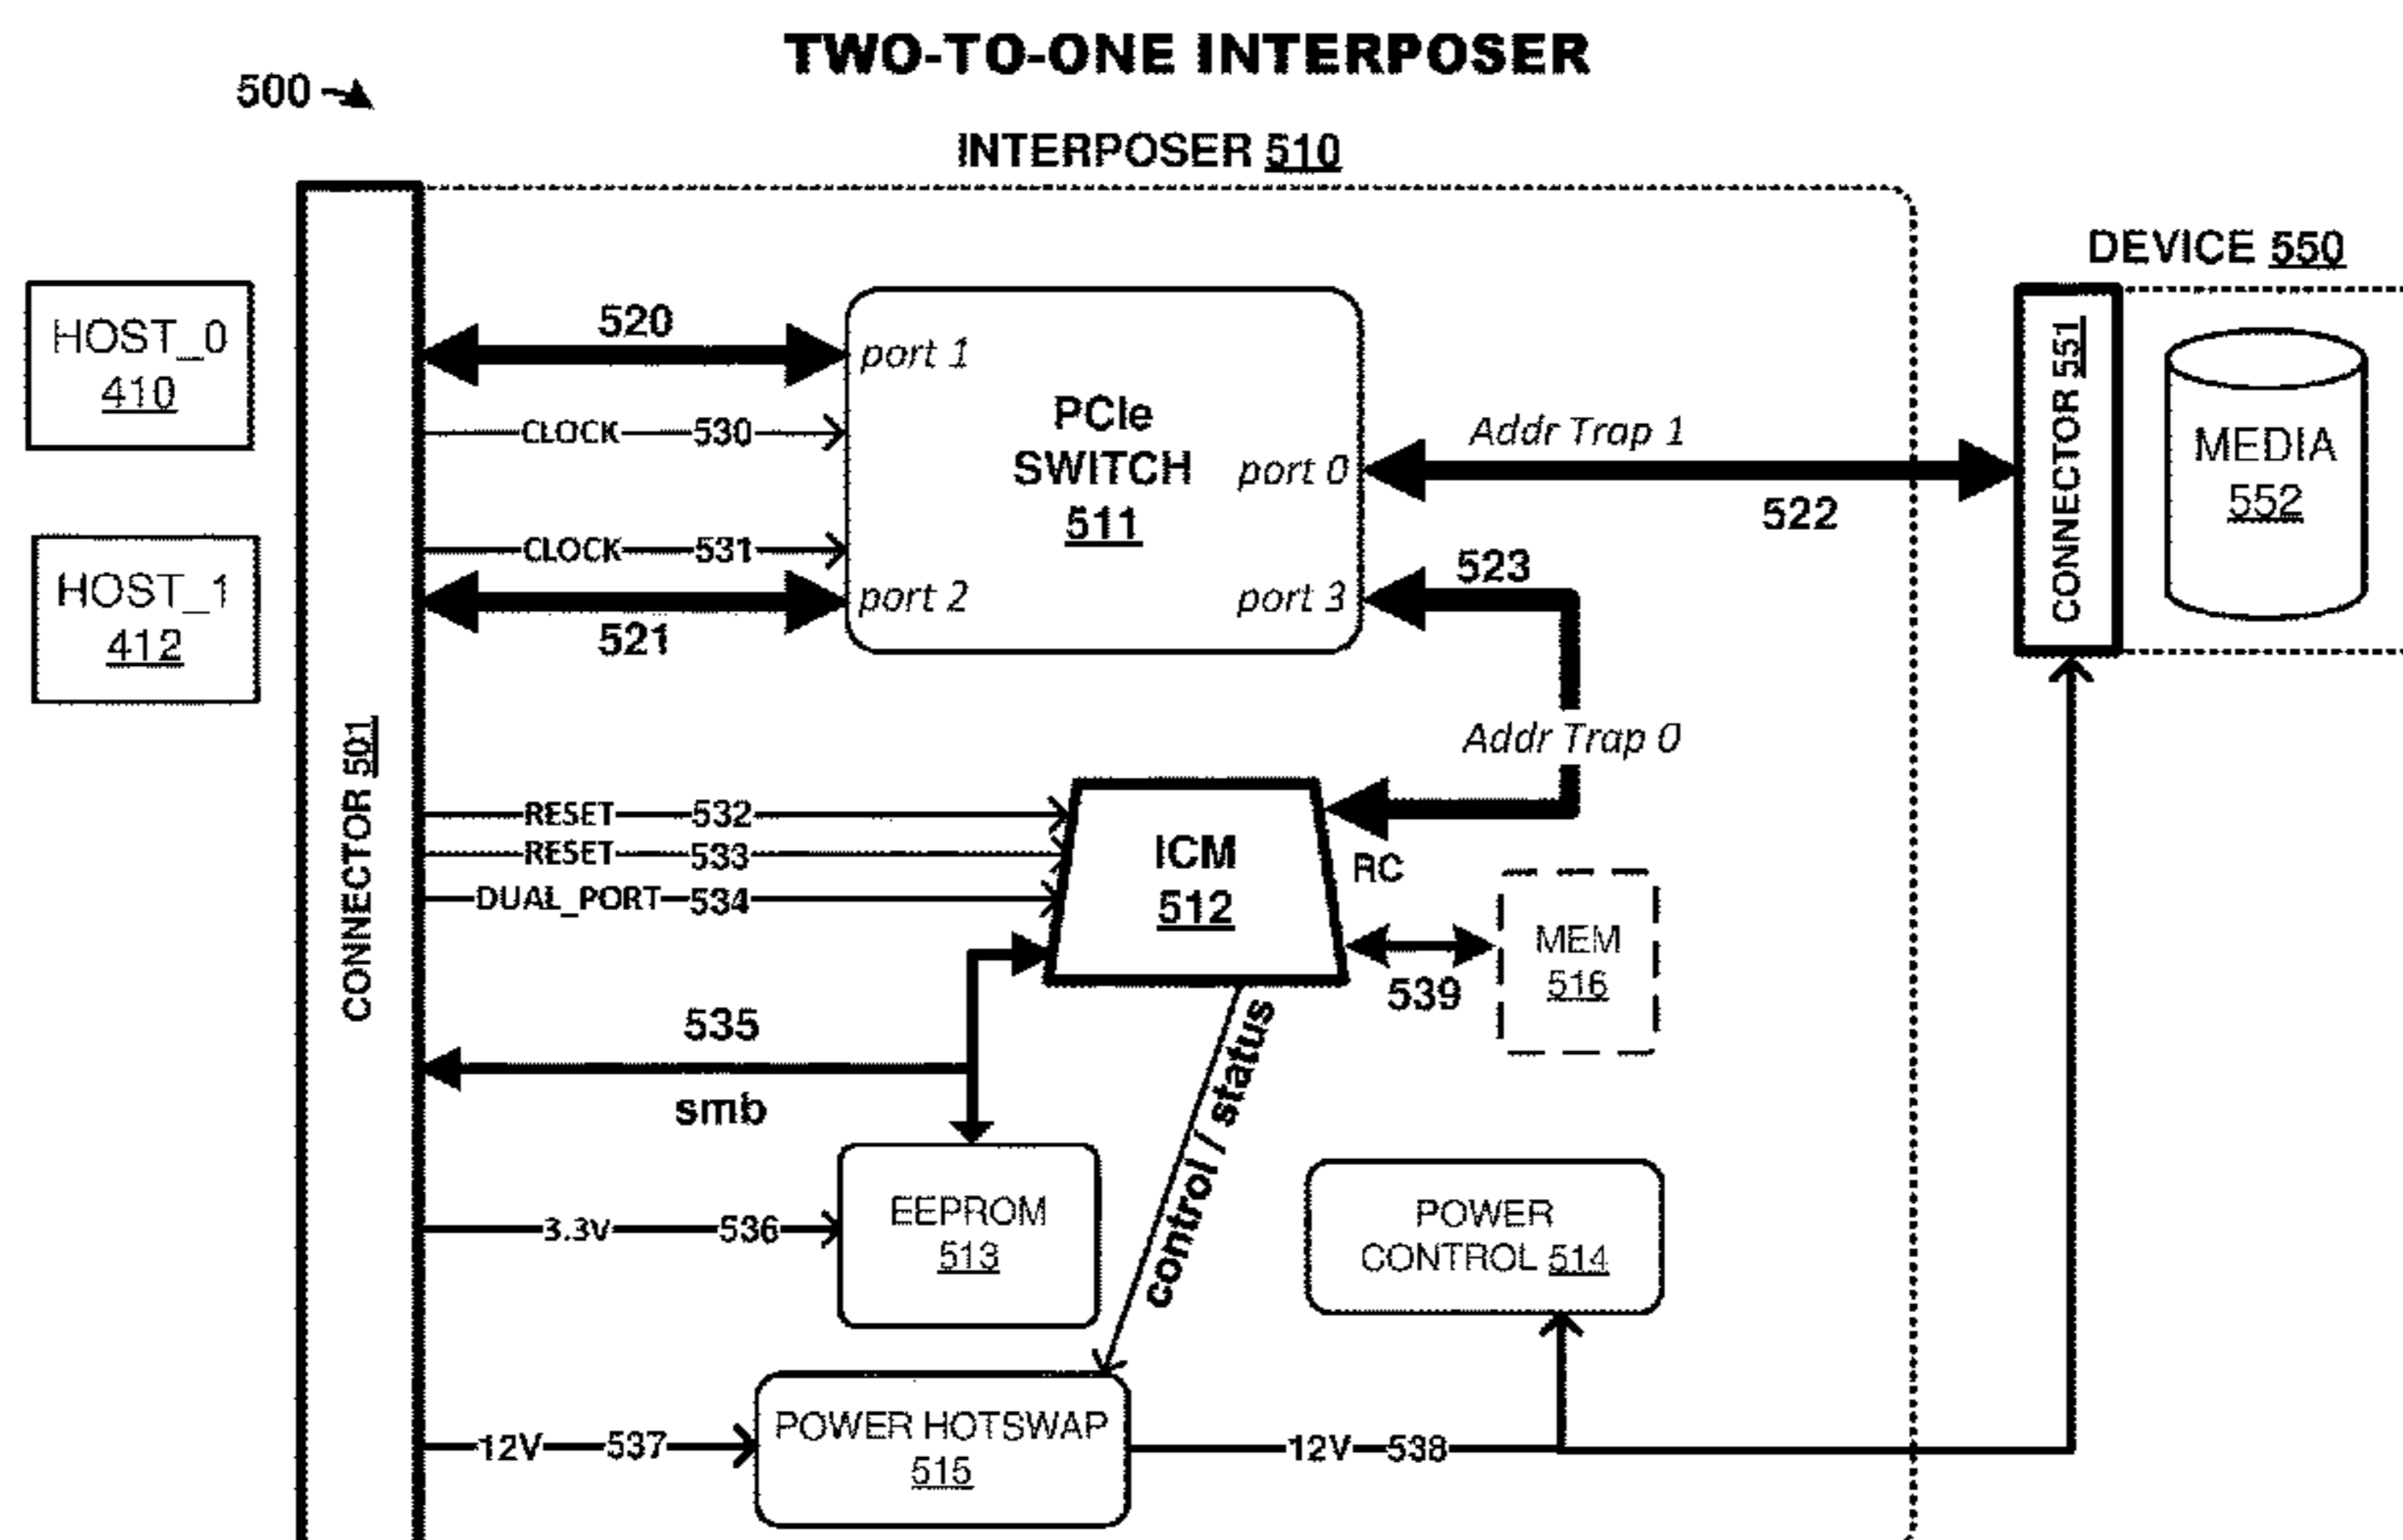 TWO-TO-ONE INTERPOSER
500
INTERPOSER 510
DEVICE 550
HOST_0
410
HOST_1
412
CONNECTOR 501
520
port 1
CLOCK 530
CLOCK 531
port 2
521
PCIe
SWITCH
511
port 0
port 3
Addr Trap 1
522
523
Addr Trap 0
CONNECTOR 551
MEDIA
552
RESET 532
RESET 533
DUAL_PORT 534
ICM
512
RC
539
MEM
516
535
smb
control / status
3.3V 536
EEPROM
513
POWER
CONTROL 514
12V 537
POWER HOTSWAP
515
12V 538